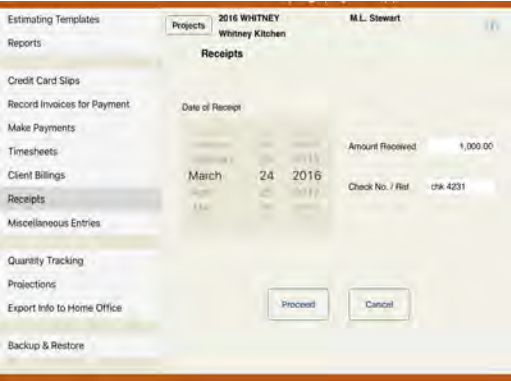 Estimating Templates
Reports
Credit Card Slips
Record Invoices for Payment
Make Payments
Timesheets
Client Billings
Receipts
Miscellaneous Entries
Quantity Tracking
Projections
Export Info to Home Office
Backup & Restore
Projects
2016 WHITNEY
Whitney Kitchen
M.L. Stewart
Receipts
Date of Receipt
March 24 2016
Amount Received 1,000.00
Check No. / Ref chk 4231
Proceed
Cancel